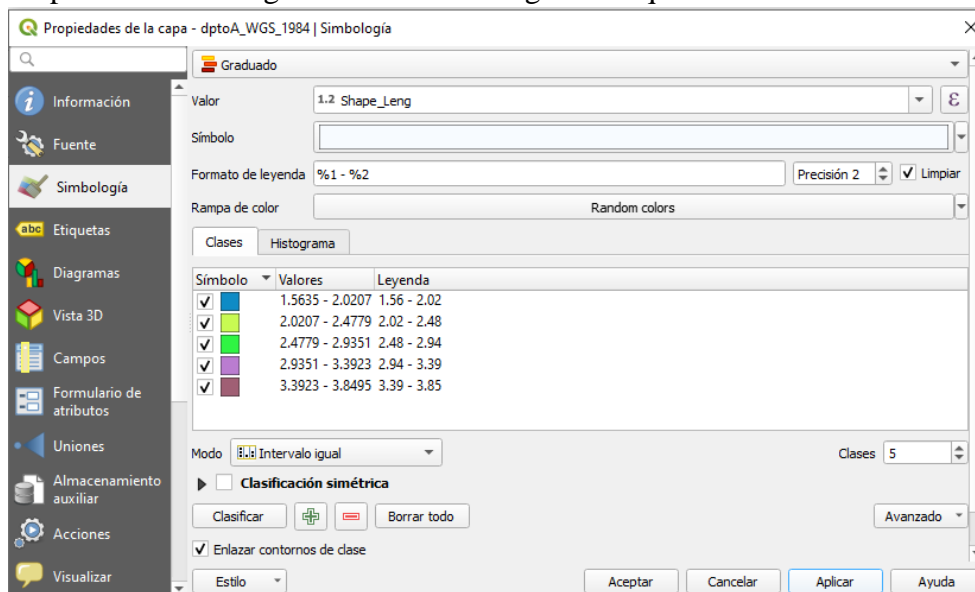 Propiedades de la capa - dptoA_WGS_1984 | Simbología
Información
Fuente
Simbología
abc Etiquetas
Diagramas
Vista 3D
Campos
Formulario de
atributos
Uniones
Almacenamiento
auxiliar
Acciones
Visualizar
Graduado
Valor 1.2 Shape_Leng ε
Símbolo
Formato de leyenda %1 - %2 Precisión 2 Limpiar
Rampa de color Random colors
Clases Histograma
Símbolo Valores Leyenda
1.5635 - 2.0207 1.56 - 2.02
2.0207 - 2.4779 2.02 - 2.48
2.4779 - 2.9351 2.48 - 2.94
2.9351 - 3.3923 2.94 - 3.39
3.3923 - 3.8495 3.39 - 3.85
Modo Intervalo igual Clases 5
Clasificación simétrica
Clasificar Borrar todo Avanzado
Enlazar contornos de clase
Estilo Aceptar Cancelar Aplicar Ayuda